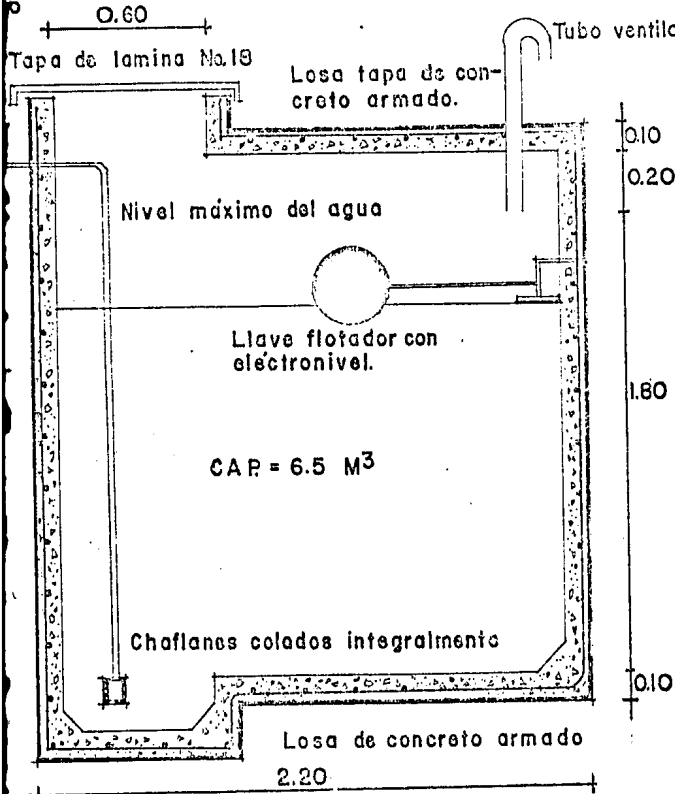 0.60
Tapa de lamina No.18
Tubo ventilo
Losa tapa de con-
creto armado.
0.10
0.20
Nivel máximo del agua
Llave flotador con
eléctronivel.
1.80
CAP. = 6.5 M3
Chaflanes colados integralmente
0.10
Losa de concreto armado
2.20